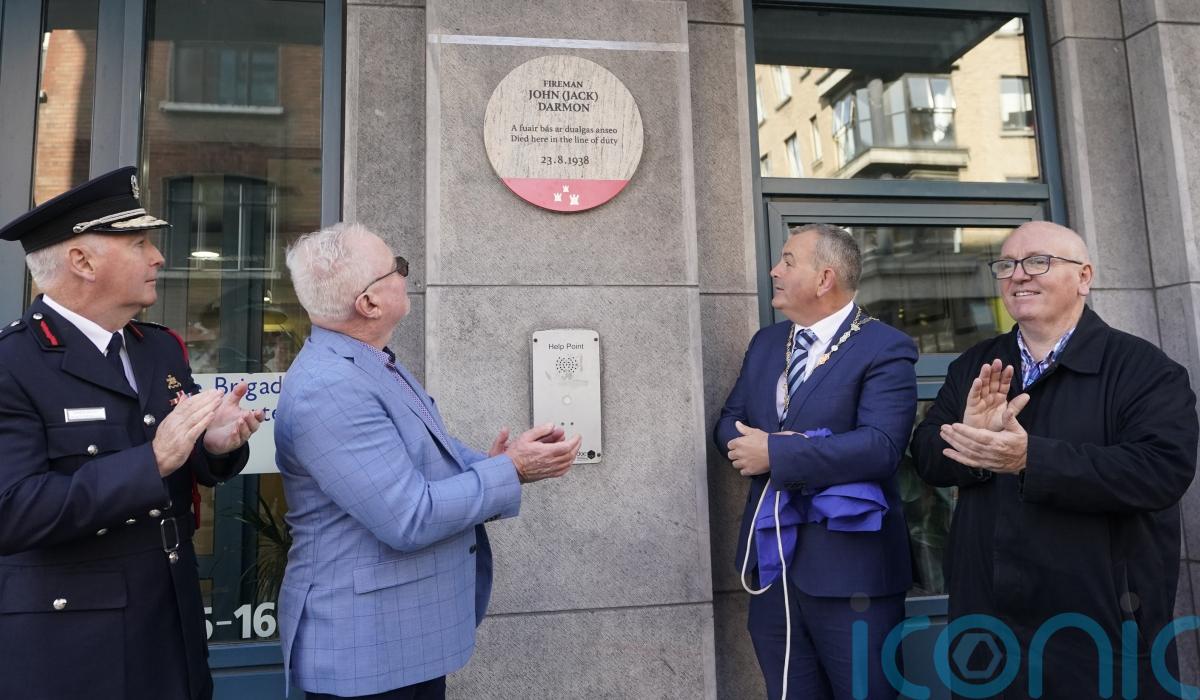 FIREMAN
JOHN (JACK)
DARMON
A fuair bás ar dualgas anseo
Died here in the line of duty
23.8.1938
Help Point
Brigad
5-16
iconic